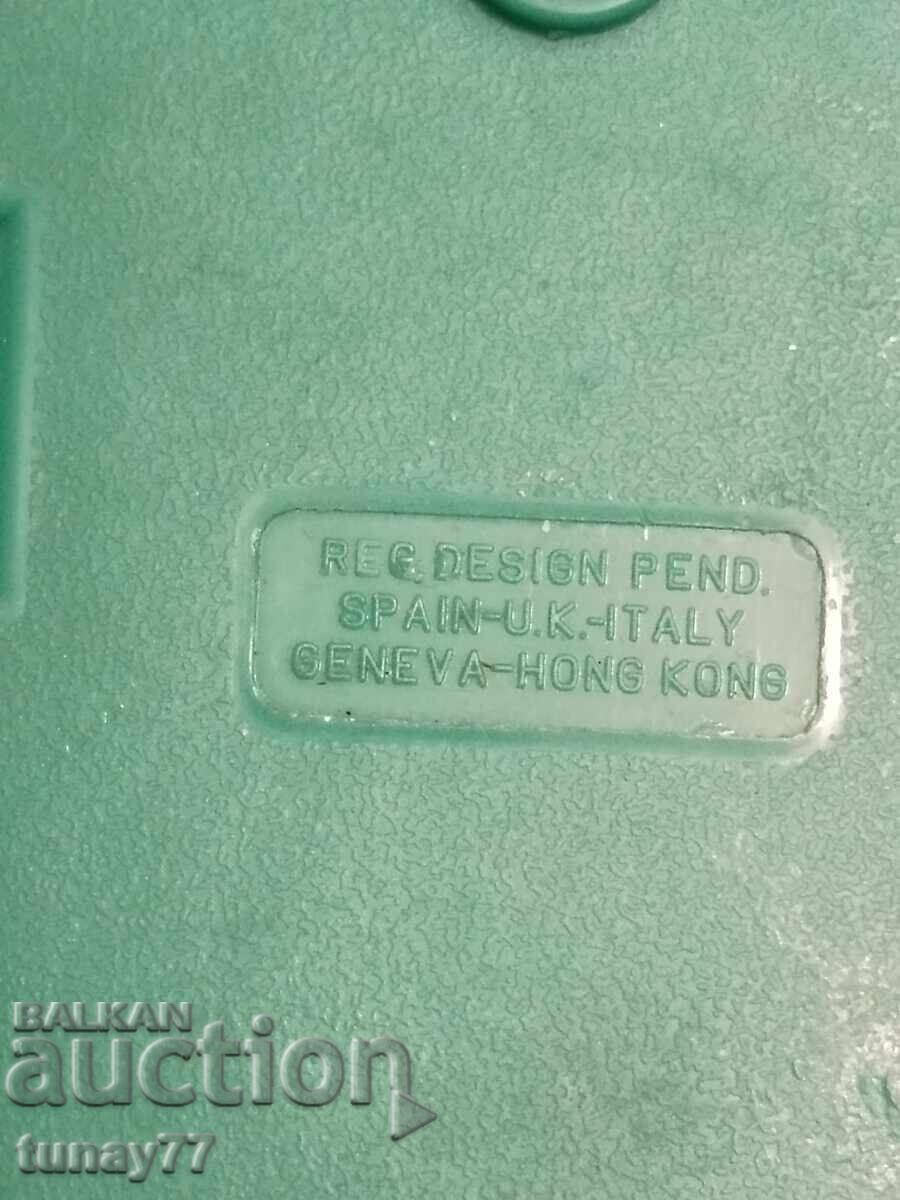 REG. DESIGN PEND.
SPAIN-U.K.-ITALY
GENEVA-HONG KONG
BALKAN
auction
tunay77